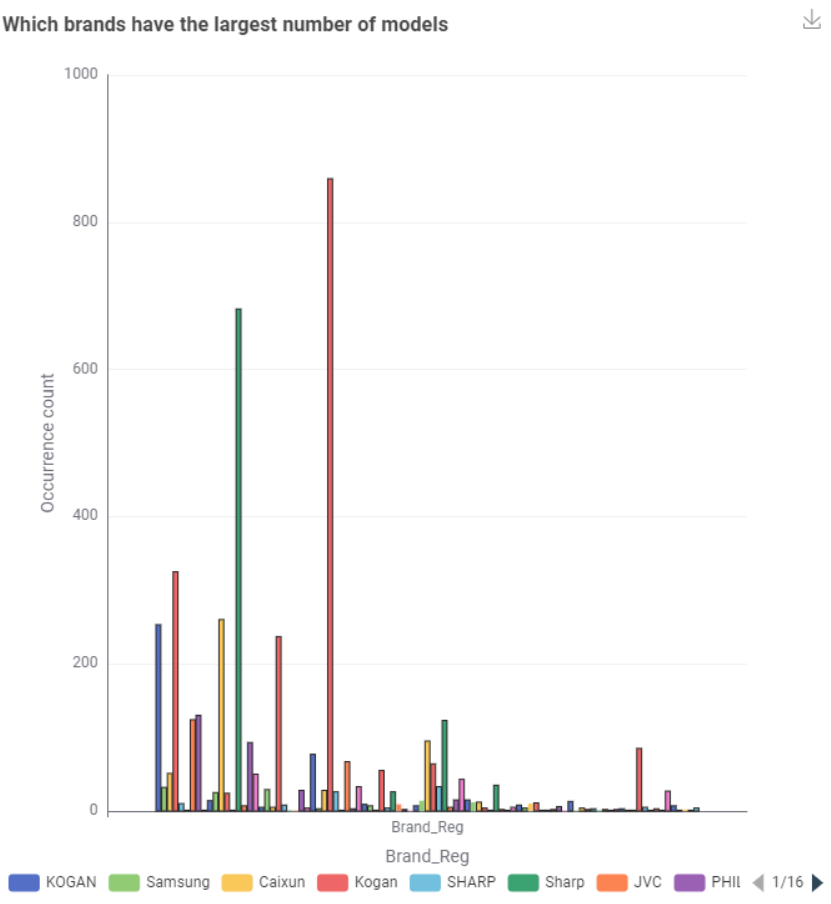 Which brands have the largest number of models
1000
800
600
400
200
0
Occurrence count
Brand_Reg
Brand_Reg
KOGAN Samsung Caixun Kogan SHARP Sharp JVC PHIL 1/16